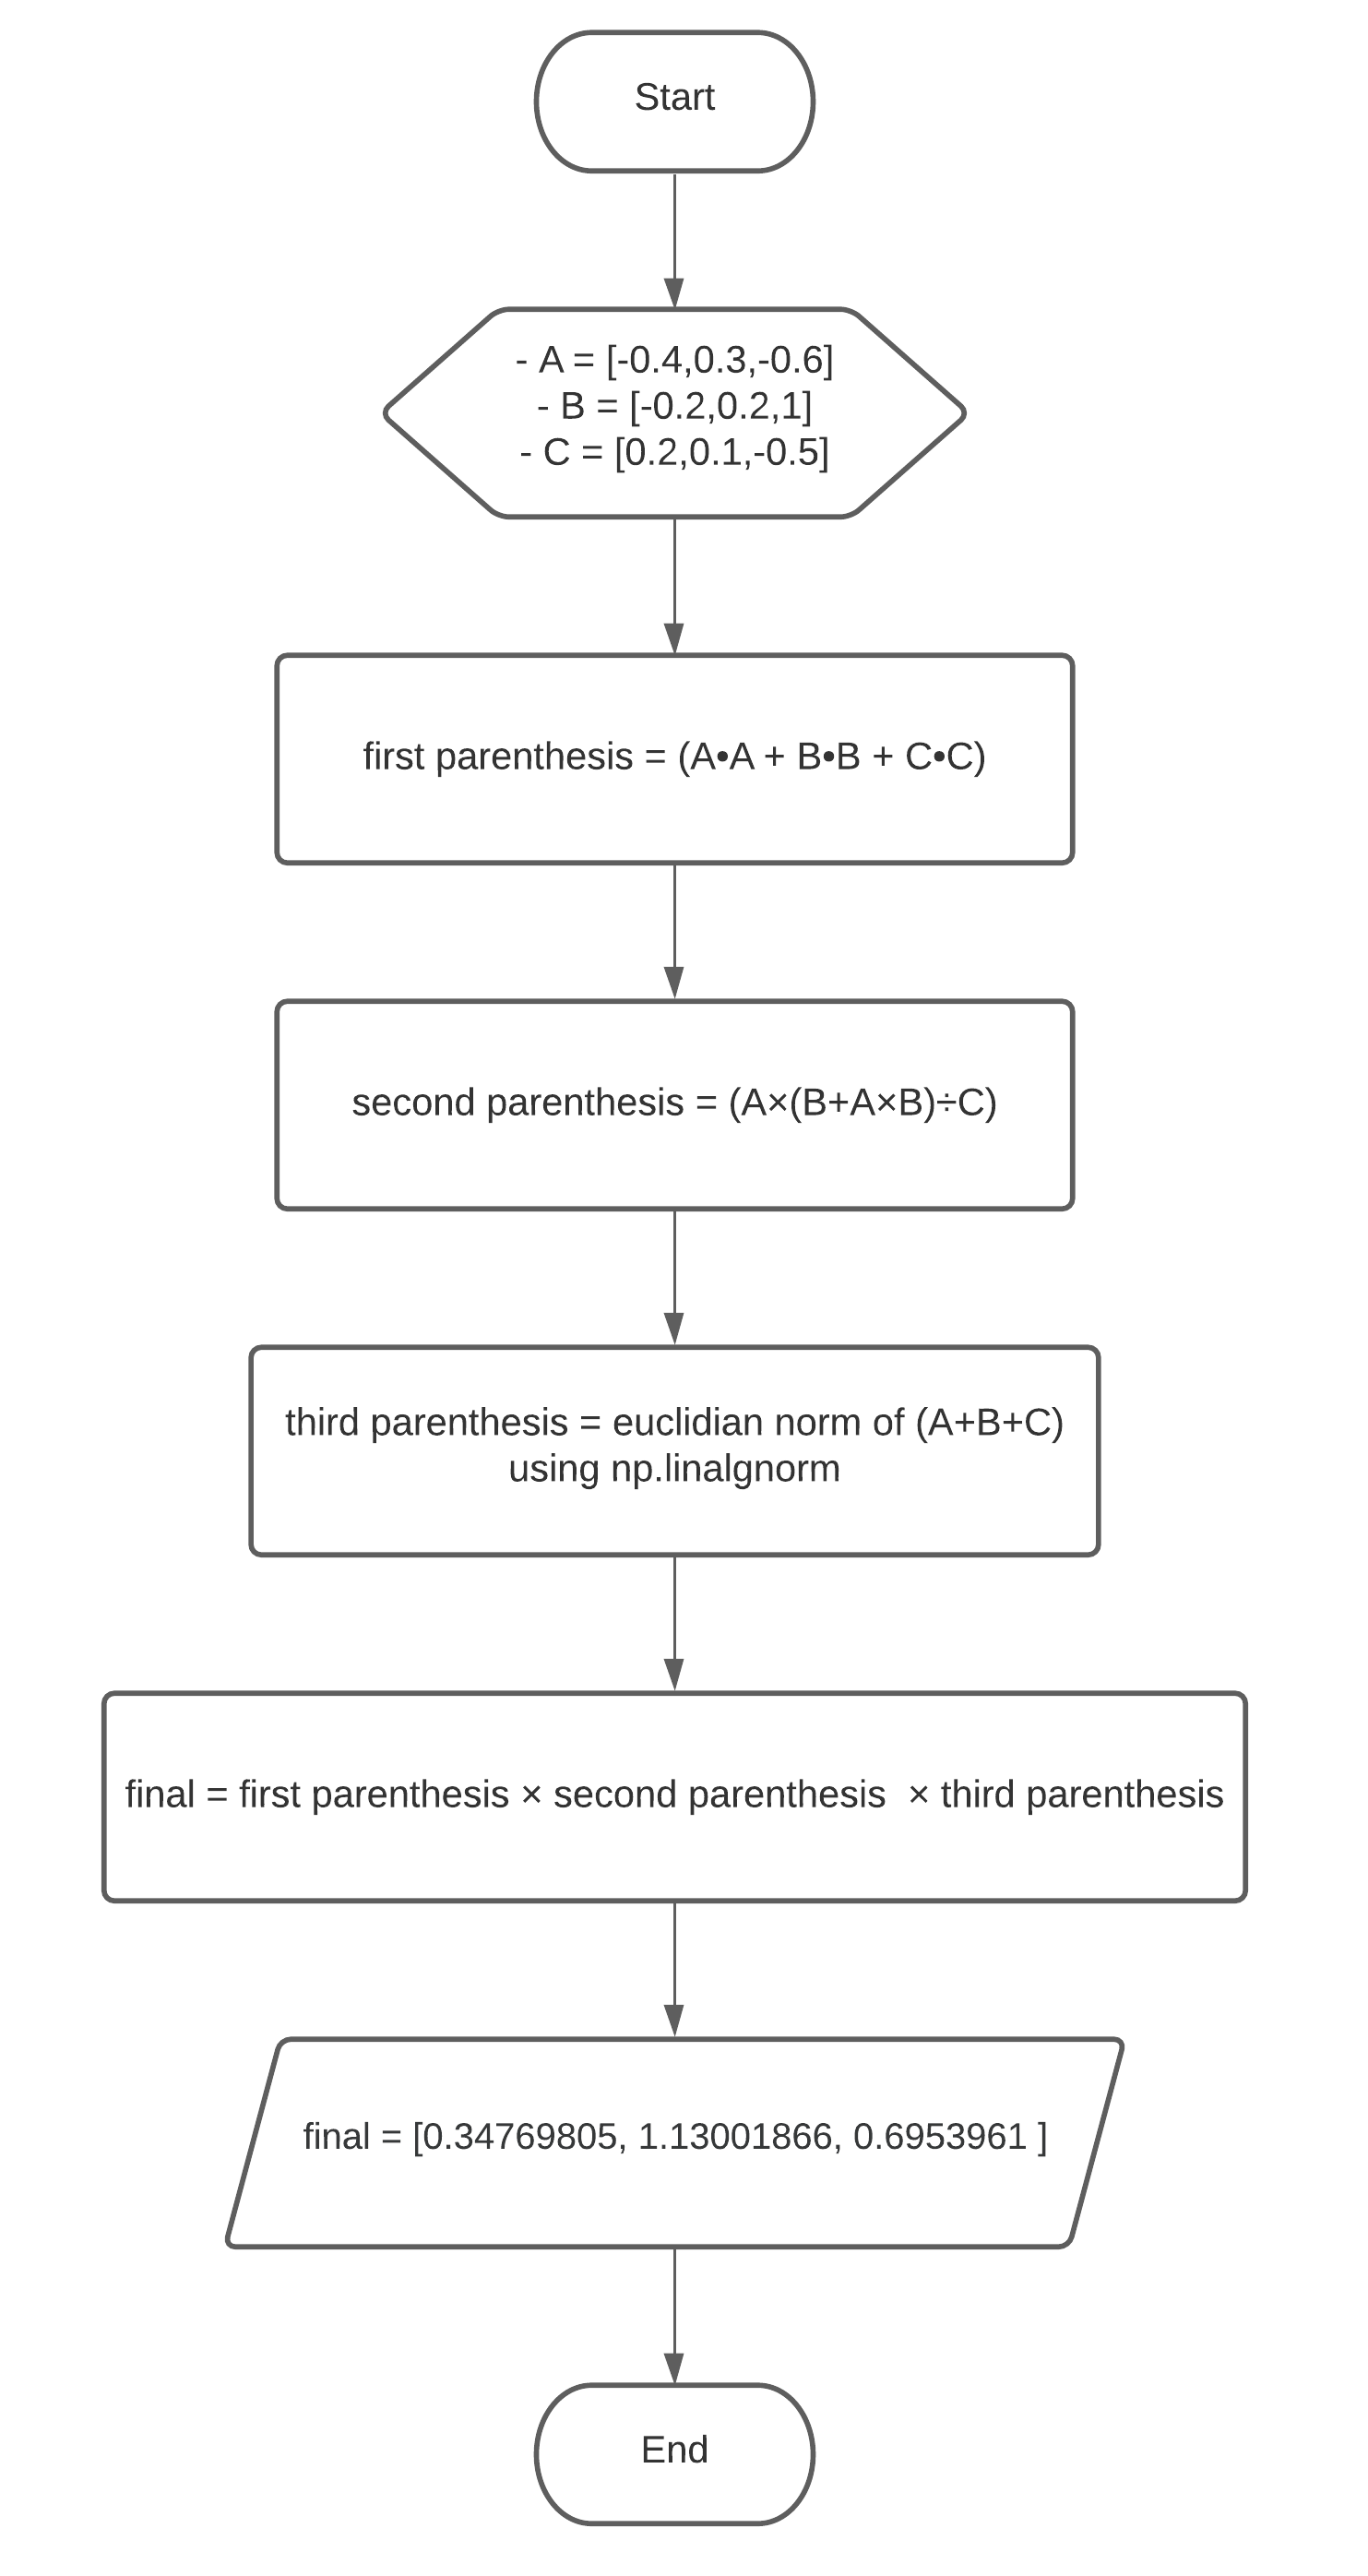 Start
- A = [-0.4,0.3,-0.6]
- B = [-0.2,0.2,1]
- C = [0.2,0.1,-0.5]
first parenthesis = (A•A + B•B + C•C)
second parenthesis = (A×(B+A×B)÷C)
third parenthesis = euclidian norm of (A+B+C)
using np.linalgnorm
final = first parenthesis × second parenthesis  × third parenthesis
final = [0.34769805, 1.13001866, 0.6953961 ]
End